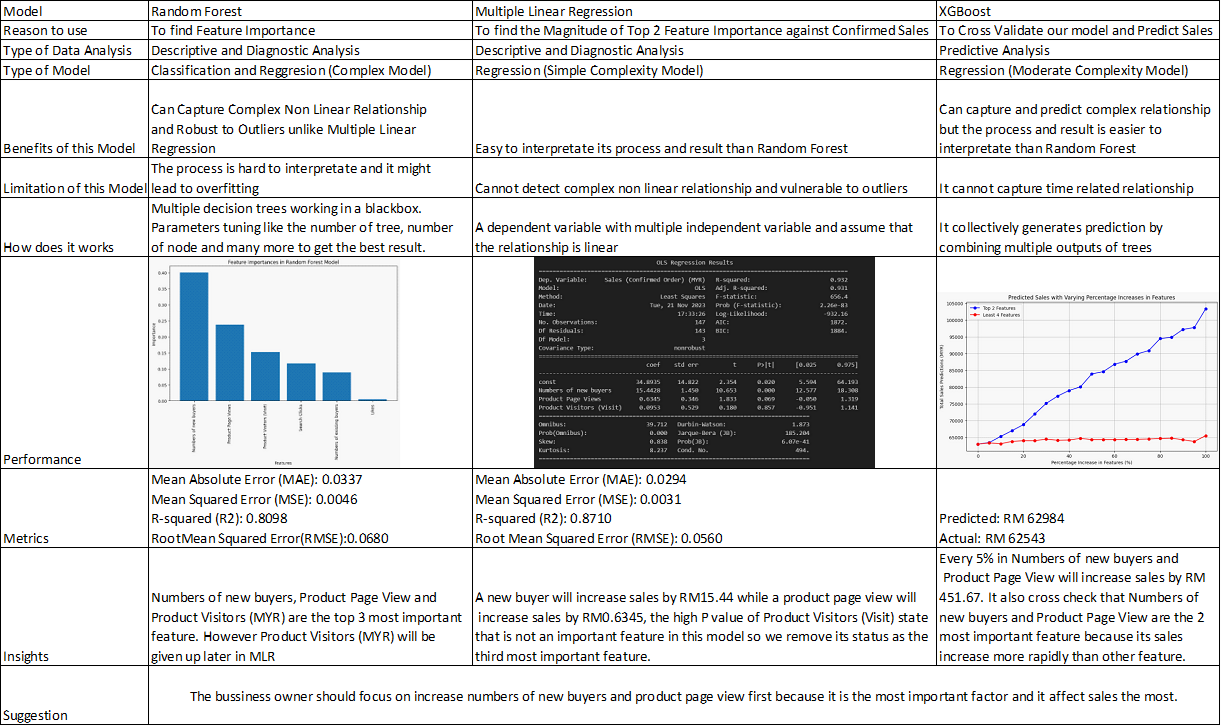 Model Random Forest Multiple Linear Regression XGBoost
Reason to use To find Feature Importance To find the Magnitude of Top 2 Feature Importance against Confirmed Sales To Cross Validate our model and Predict Sales
Type of Data Analysis Descriptive and Diagnostic Analysis Descriptive and Diagnostic Analysis Predictive Analysis
Type of Model Classification and Reggresion (Complex Model) Regression (Simple Complexity Model) Regression (Moderate Complexity Model)
Benefits of this Model
Can Capture Complex Non Linear Relationship
and Robust to Outliers unlike Multiple Linear
Regression
Easy to interpretate its process and result than Random Forest
Can capture and predict complex relationship
but the process and result is easier to
interpretate than Random Forest
Limitation of this Model
The process is hard to interpretate and it might
lead to overfitting
Cannot detect complex non linear relationship and vulnerable to outliers
It cannot capture time related relationship
How does it works
Multiple decision trees working in a blackbox.
Parameters tuning like the number of tree, number
of node and many more to get the best result.
A dependent variable with multiple independent variable and assume that
the relationship is linear
It collectively generates prediction by
combining multiple outputs of trees
Performance
Feature Importances in Random Forest Model
Importance
0.40
0.35
0.30
0.25
0.20
0.15
0.10
0.05
0.00
Numbers of new buyers
Product Page Views
Product Visitors (Visit)
Search Clicks
Numbers of existing buyers
Likes
Features
OLS Regression Results
Dep. Variable: Sales (Confirmed Order) (MYR) R-squared: 0.932
Model: OLS Adj. R-squared: 0.931
Method: Least Squares F-statistic: 656.4
Date: Tue, 21 Nov 2023 Prob (F-statistic): 2.26e-83
Time: 17:33:26 Log-Likelihood: -932.16
No. Observations: 147 AIC: 1872.
Df Residuals: 143 BIC: 1884.
Df Model: 3
Covariance Type: nonrobust
coef std err t P>|t| [0.025 0.975]
const 34.8935 14.822 2.354 0.020 5.594 64.193
Numbers of new buyers 15.4428 1.450 10.653 0.000 12.577 18.308
Product Page Views 0.6345 0.346 1.833 0.069 -0.050 1.319
Product Visitors (Visit) 0.0953 0.529 0.180 0.857 -0.951 1.141
Omnibus: 39.712 Durbin-Watson: 1.873
Prob(Omnibus): 0.000 Jarque-Bera (JB): 185.204
Skew: 0.838 Prob(JB): 6.07e-41
Kurtosis: 8.237 Cond. No. 494.
Predicted Sales with Varying Percentage Increases in Features
Top 2 Features
Least 4 Features
Total Sales Predictions (MYR)
105000
100000
95000
90000
85000
80000
75000
70000
65000
0 20 40 60 80 100
Percentage Increase in Features (%)
Metrics
Mean Absolute Error (MAE): 0.0337
Mean Squared Error (MSE): 0.0046
R-squared (R2): 0.8098
RootMean Squared Error(RMSE):0.0680
Mean Absolute Error (MAE): 0.0294
Mean Squared Error (MSE): 0.0031
R-squared (R2): 0.8710
Root Mean Squared Error (RMSE): 0.0560
Predicted: RM 62984
Actual: RM 62543
Insights
Numbers of new buyers, Product Page View and
Product Visitors (MYR) are the top 3 most important
feature. However Product Visitors (MYR) will be
given up later in MLR
A new buyer will increase sales by RM15.44 while a product page view will
increase sales by RM0.6345, the high P value of Product Visitors (Visit) state
that is not an important feature in this model so we remove its status as the
third most important feature.
Every 5% in Numbers of new buyers and
Product Page View will increase sales by RM
451.67. It also cross check that Numbers of
new buyers and Product Page View are the 2
most important feature because its sales
increase more rapidly than other feature.
Suggestion
The bussiness owner should focus on increase numbers of new buyers and product page view first because it is the most important factor and it affect sales the most.